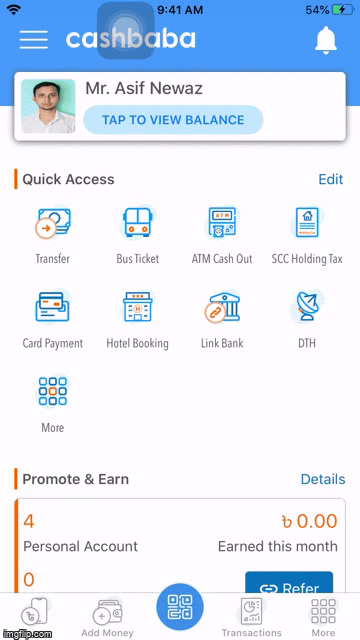 9:41 AM
54%
cashbaba
Mr. Asif Newaz
TAP TO VIEW BALANCE
Quick Access
Edit
Transfer
Bus Ticket
ATM Cash Out
SCC Holding Tax
Card Payment
Hotel Booking
Link Bank
DTH
More
Promote & Earn
Details
4
৳ 0.00
Personal Account
Earned this month
0
Refer
Add Money
Transactions
More
imgflip.com